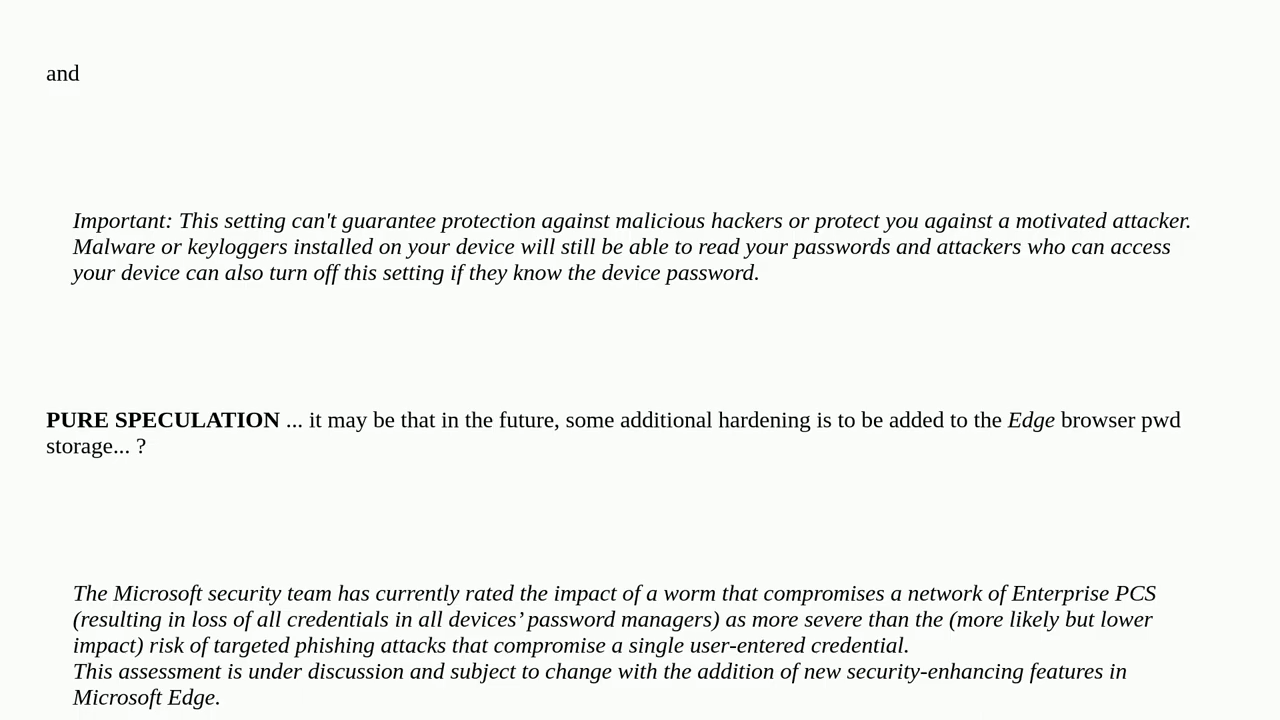 and
Important: This setting can't guarantee protection against malicious hackers or protect you against a motivated attacker.
Malware or keyloggers installed on your device will still be able to read your passwords and attackers who can access
your device can also turn off this setting if they know the device password.
PURE SPECULATION ... it may be that in the future, some additional hardening is to be added to the Edge browser pwd
storage... ?
The Microsoft security team has currently rated the impact of a worm that compromises a network of Enterprise PCS
(resulting in loss of all credentials in all devices’ password managers) as more severe than the (more likely but lower
impact) risk of targeted phishing attacks that compromise a single user-entered credential.
This assessment is under discussion and subject to change with the addition of new security-enhancing features in
Microsoft Edge.